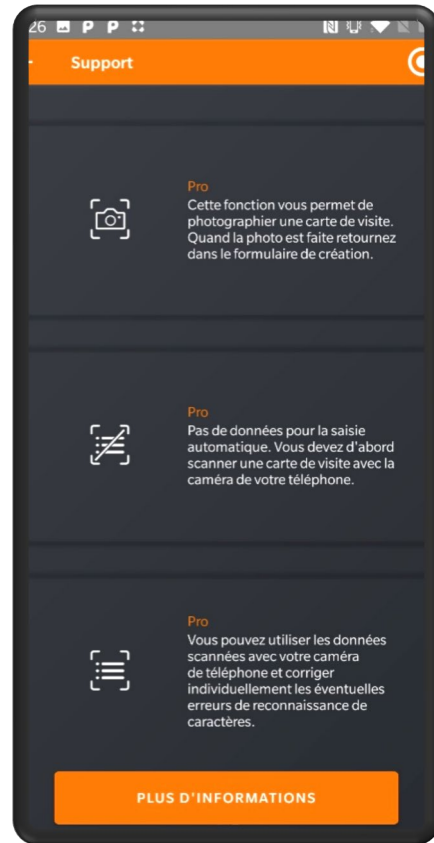 26 P P
Support
Pro
Cette fonction vous permet de
photographier une carte de visite.
Quand la photo est faite retournez
dans le formulaire de création.
Pro
Pas de données pour la saisie
automatique. Vous devez d'abord
scanner une carte de visite avec la
caméra de votre téléphone.
Pro
Vous pouvez utiliser les données
scannées avec votre caméra
de téléphone et corriger
individuellement les éventuelles
erreurs de reconnaissance de
caractères.
PLUS D'INFORMATIONS